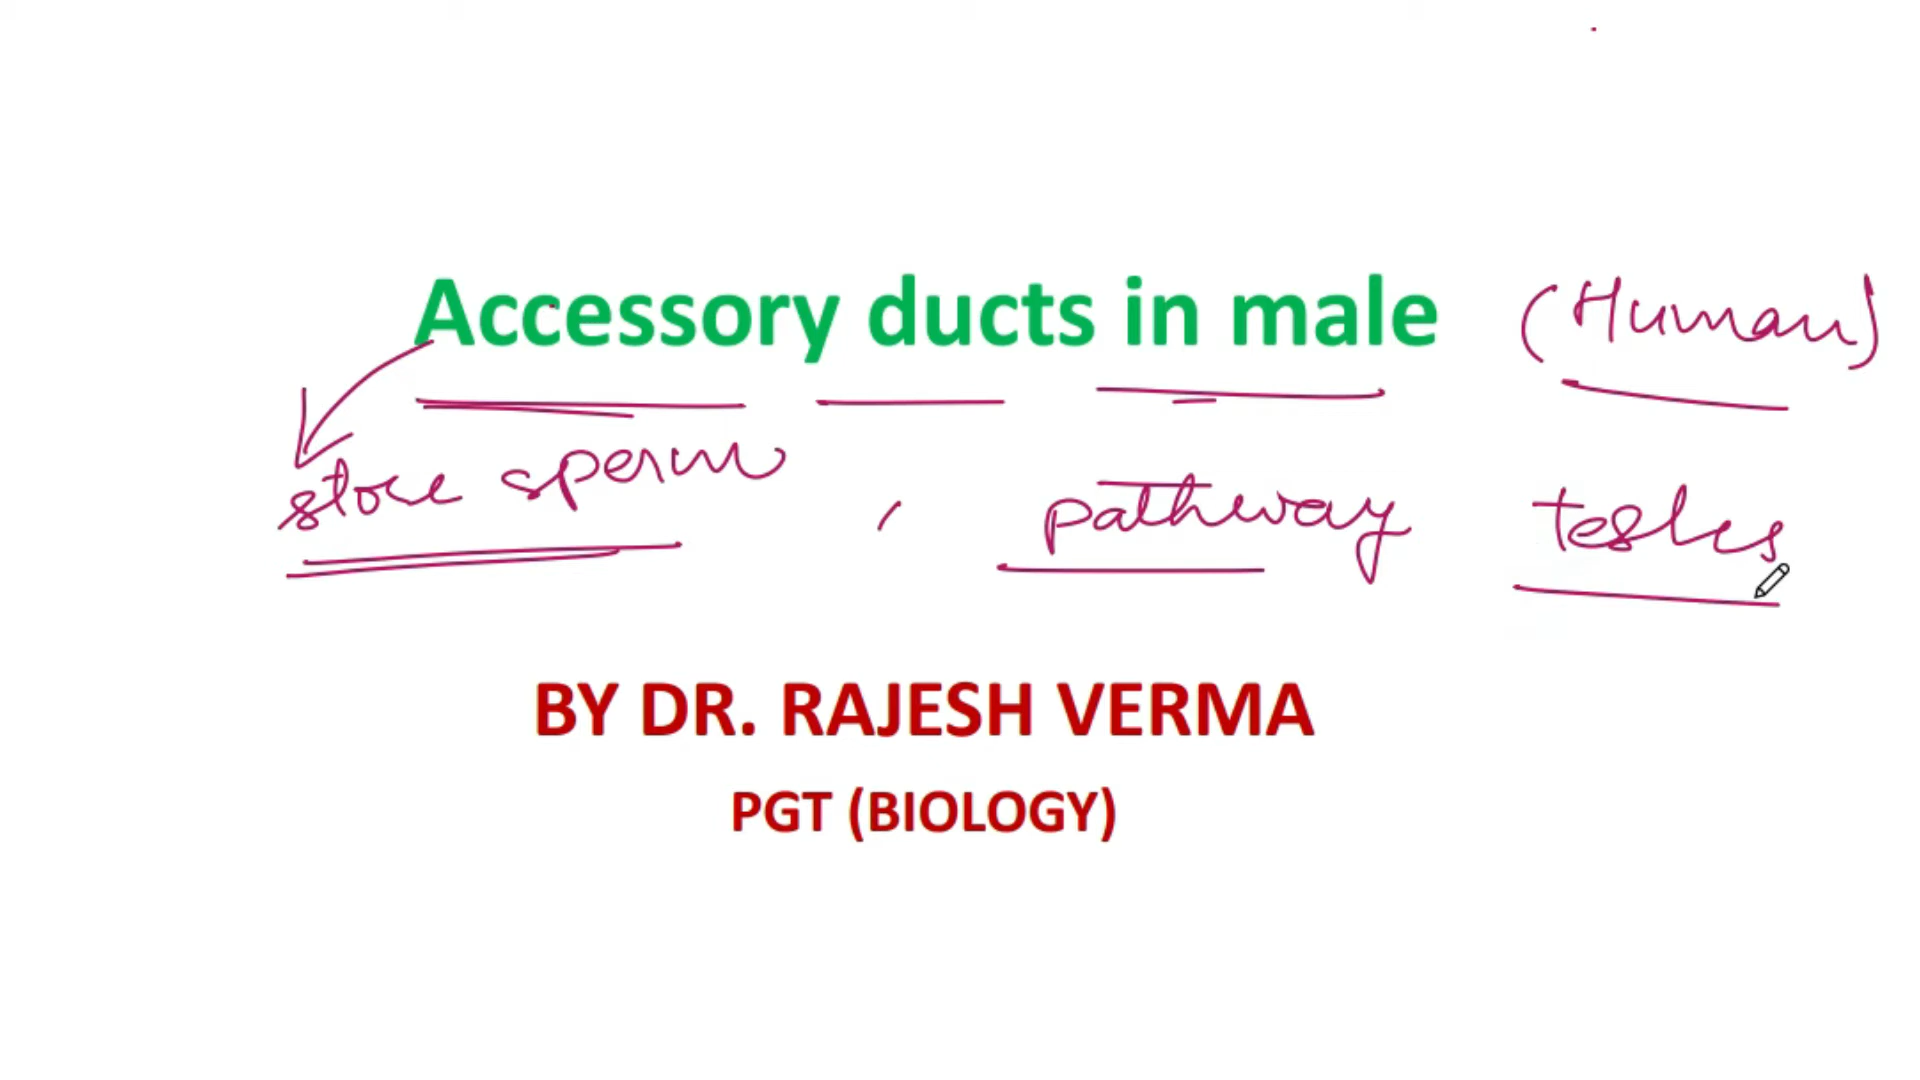 Accessory ducts in male (Human)
store sperm , pathway testes
BY DR. RAJESH VERMA
PGT (BIOLOGY)